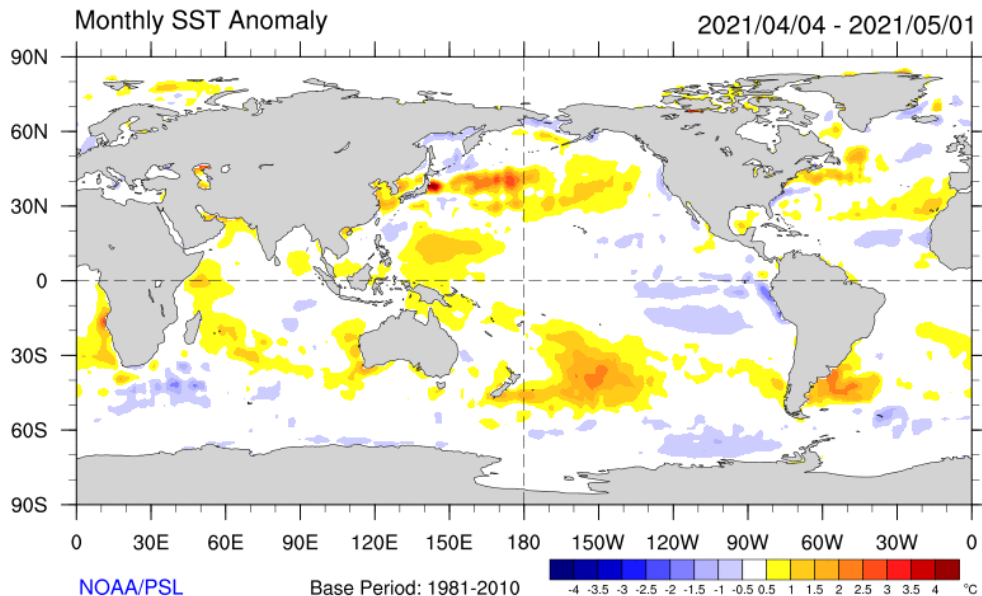 Monthly SST Anomaly
2021/04/04 - 2021/05/01
90N
60N
30N
0
30S
60S
90S
0 30E 60E 90E 120E 150E 180 150W 120W 90W 60W 30W 0
NOAA/PSL
Base Period: 1981-2010
-4 -3.5 -3 -2.5 -2 -1.5 -1 -0.5 0.5 1 1.5 2 2.5 3 3.5 4 °C